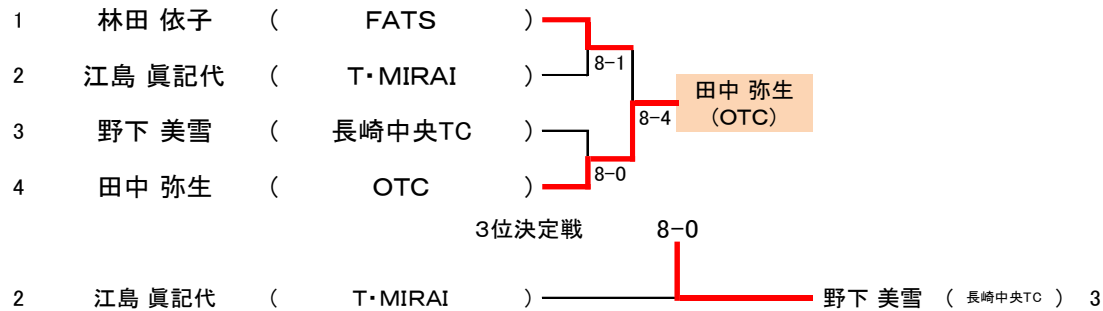 1 林田 依子 ( FATS )
8-1
2 江島 眞記代 ( T・MIRAI )
田中 弥生
(OTC)
8-4
3 野下 美雪 ( 長崎中央TC )
8-0
4 田中 弥生 ( OTC )
3位決定戦 8-0
2 江島 眞記代 ( T・MIRAI ) 野下 美雪 ( 長崎中央TC ) 3